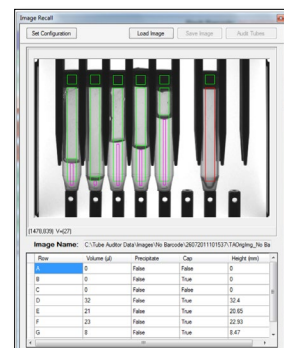 Image Recall
Set Configuration Load Image Save Image Audit Tubes
(1478,839) V=(27)
Image Name: C:\Tube Auditor Data\Images\No Barcode\26072011101537\TAOrigImg_No Ba
Row Volume (µl) Precipitate Cap Height (mm)
A 0 False False 0
B 0 False True 0
C 0 False False 0
D 32 False True 32.4
E 21 False True 20.65
F 23 False True 22.93
G 8 False True 8.47